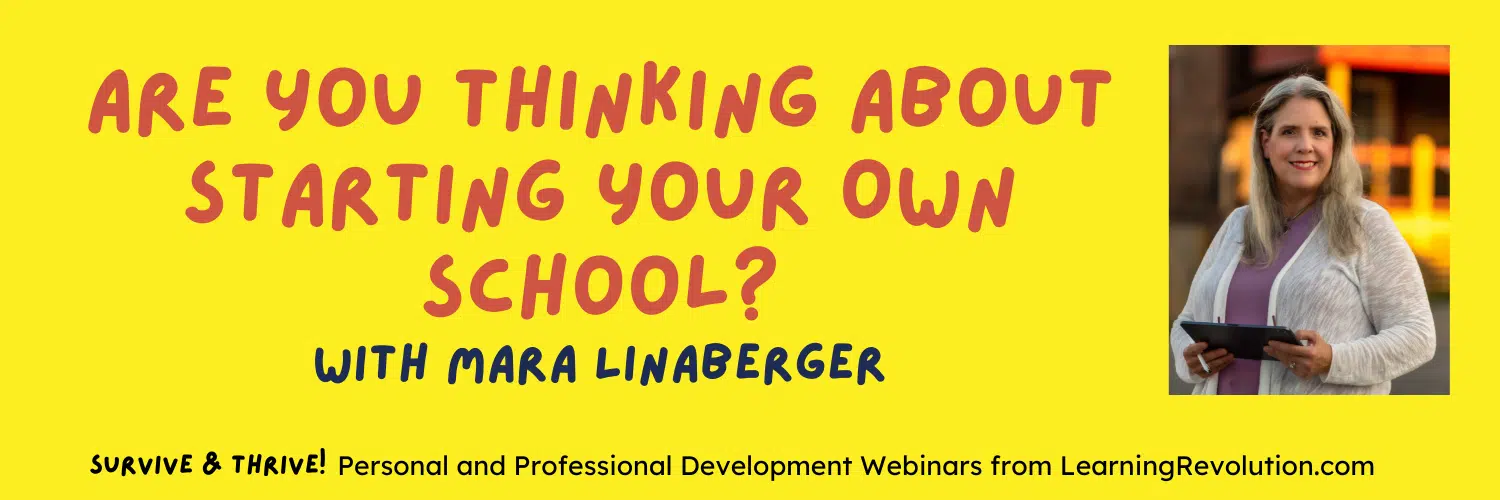 ARE YOU THINKING ABOUT
STARTING YOUR OWN
SCHOOL?
WITH MARA LINABERGER
SURVIVE & THRIVE! Personal and Professional Development Webinars from LearningRevolution.com